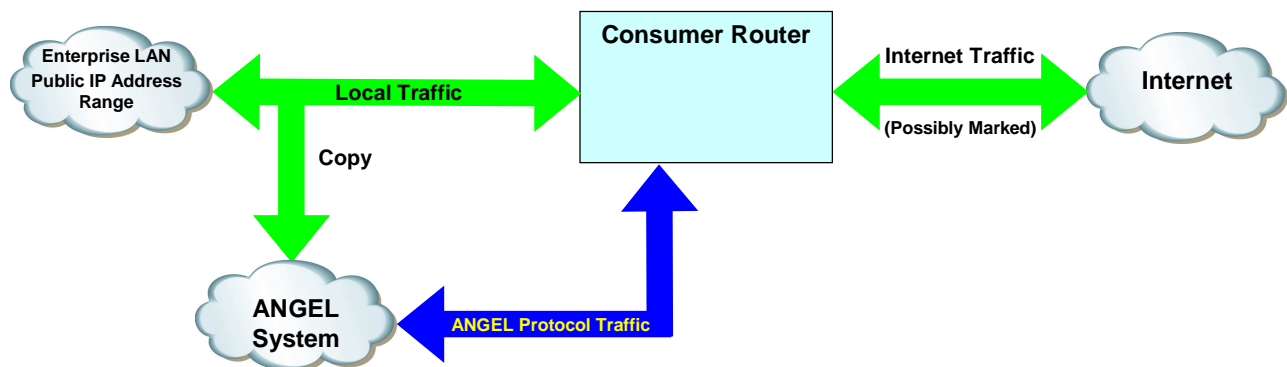 Enterprise LAN
Public IP Address
Range
Local Traffic
Copy
Consumer Router
Internet Traffic
(Possibly Marked)
Internet
ANGEL
System
ANGEL Protocol Traffic